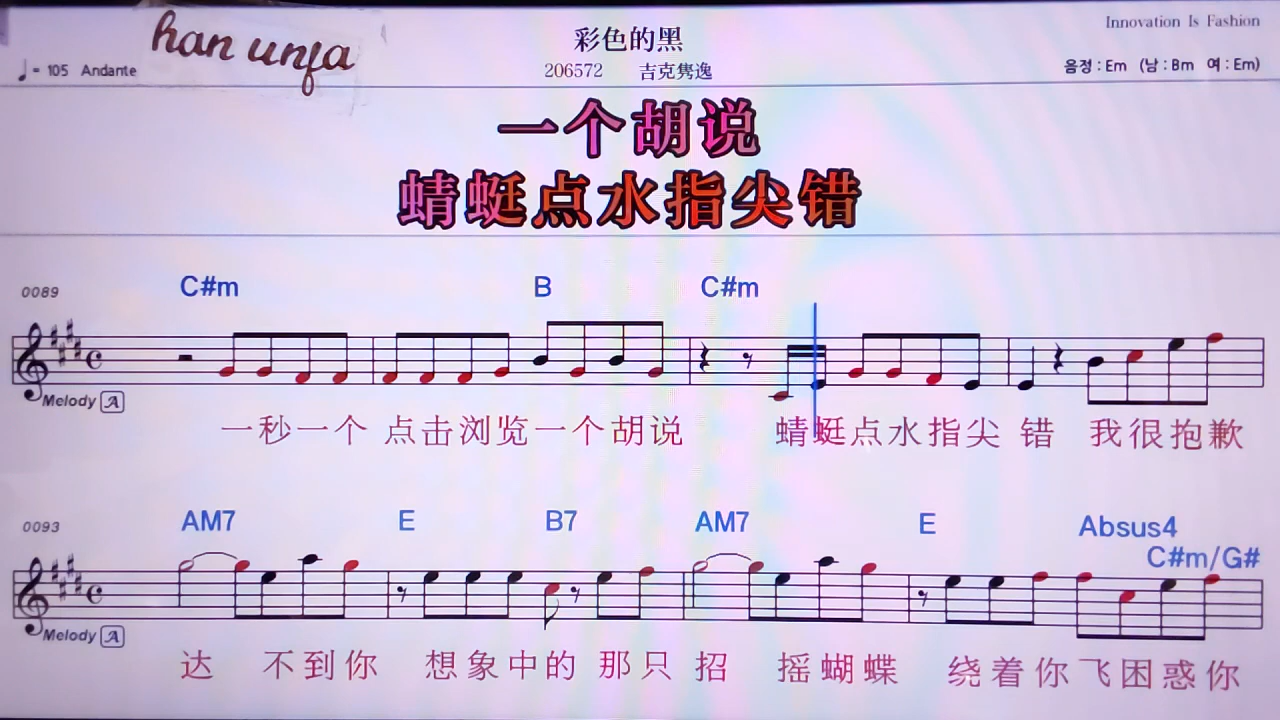 han unfa
Innovation Is Fashion
彩色的黑
♩= 105 Andante
206572 吉克隽逸
음정 : Em (남 : Bm 여 : Em)
一个胡说
蜻蜓点水指尖错
0089 C#m B C#m
Melody A
一秒一个 点击浏览一个胡说 蜻蜓点水指尖 错 我很抱歉
0093 AM7 E B7 AM7 E Absus4
C#m/G#
Melody A
达 不到你 想象中的 那只 招 摇蝴蝶 绕着你飞困惑你